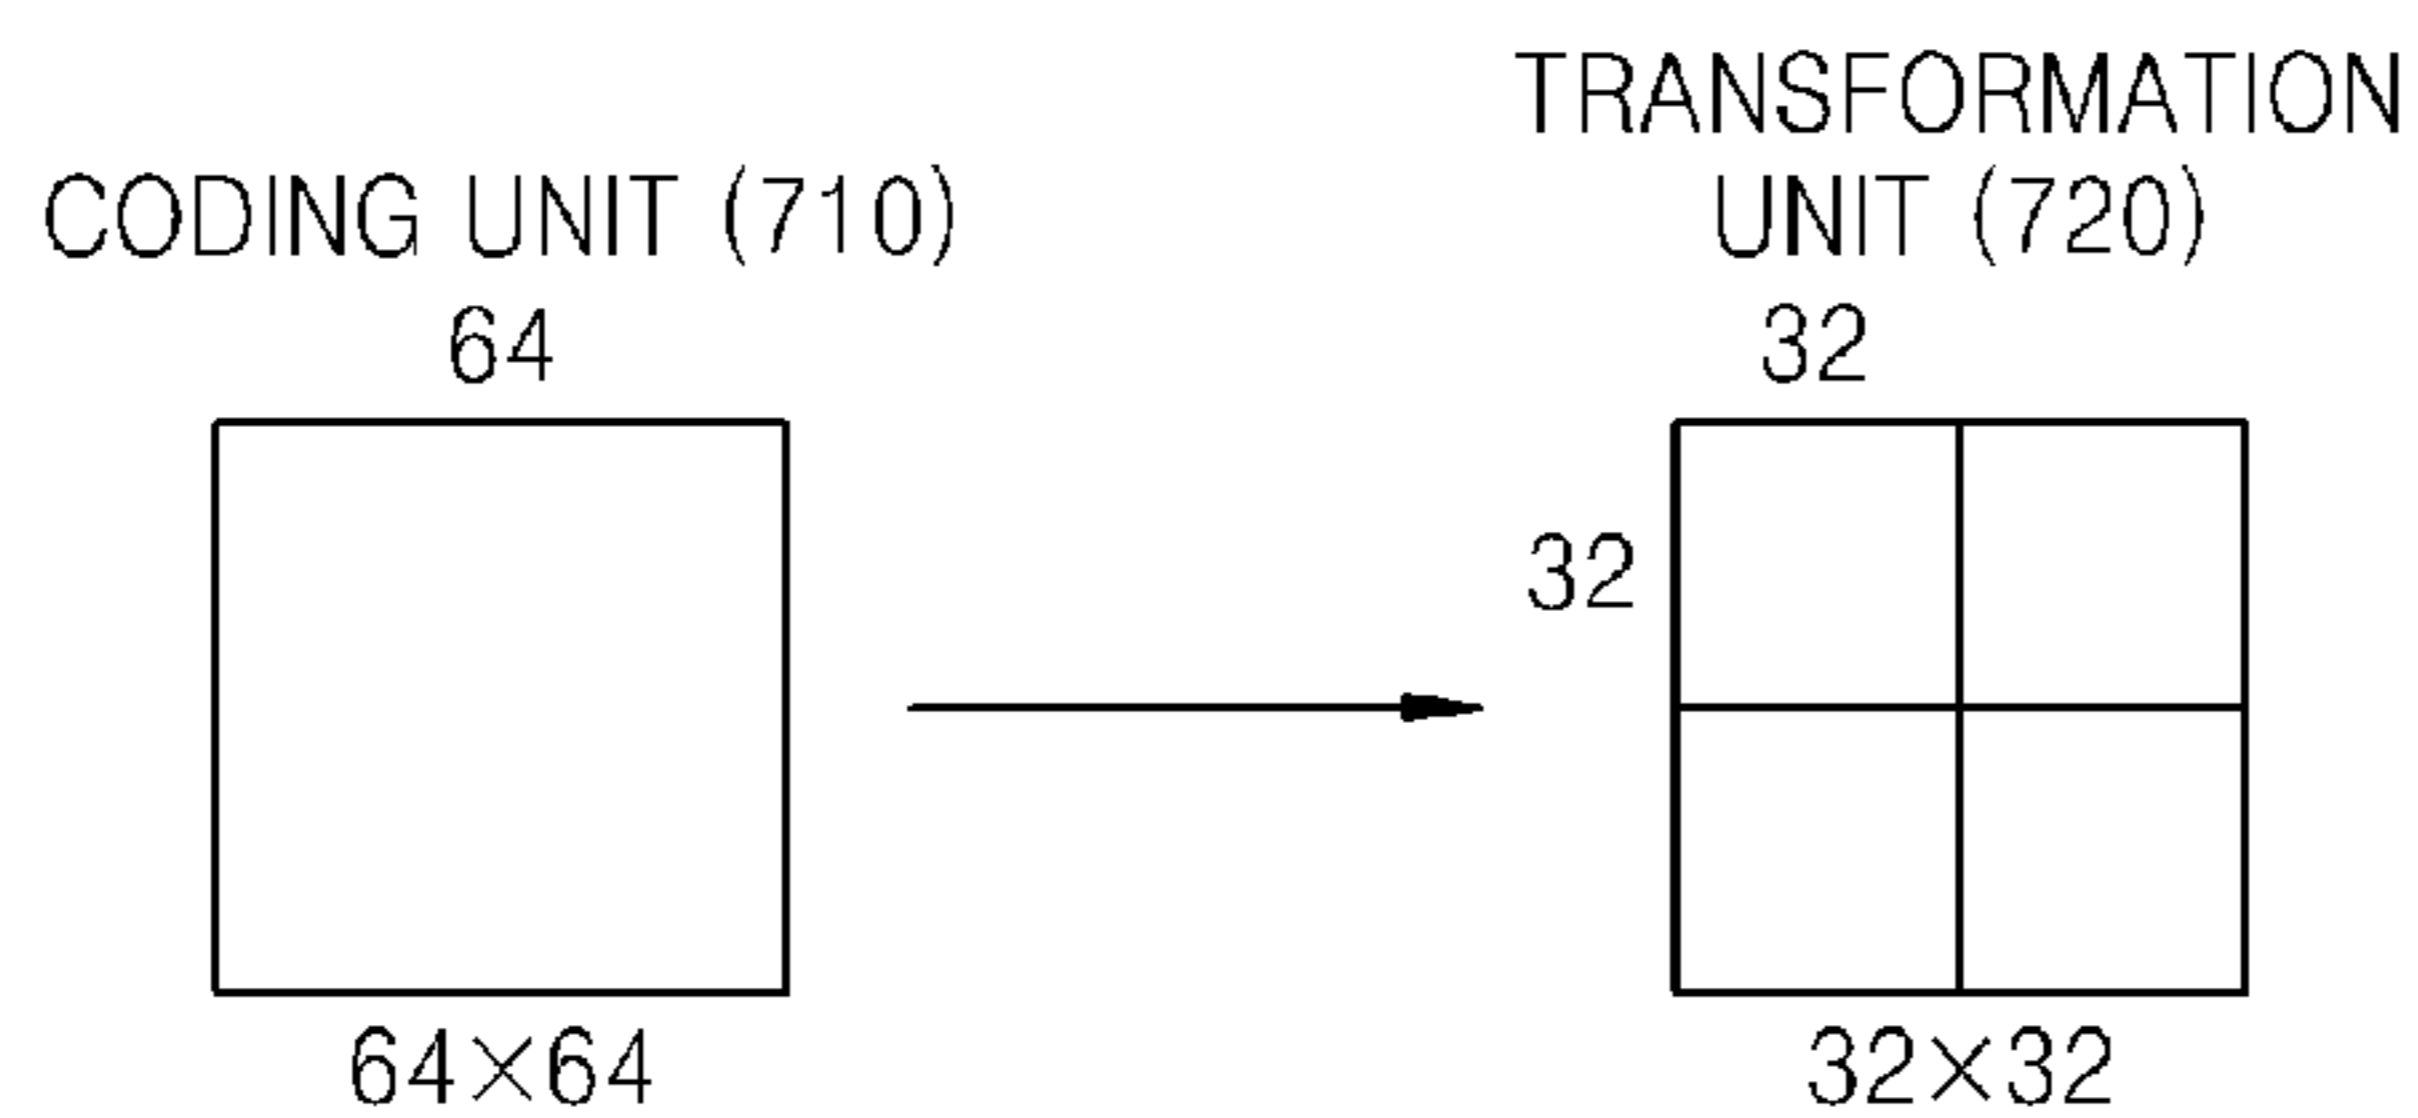 CODING UNIT (710)
64
64×64
TRANSFORMATION
UNIT (720)
32
32
32×32